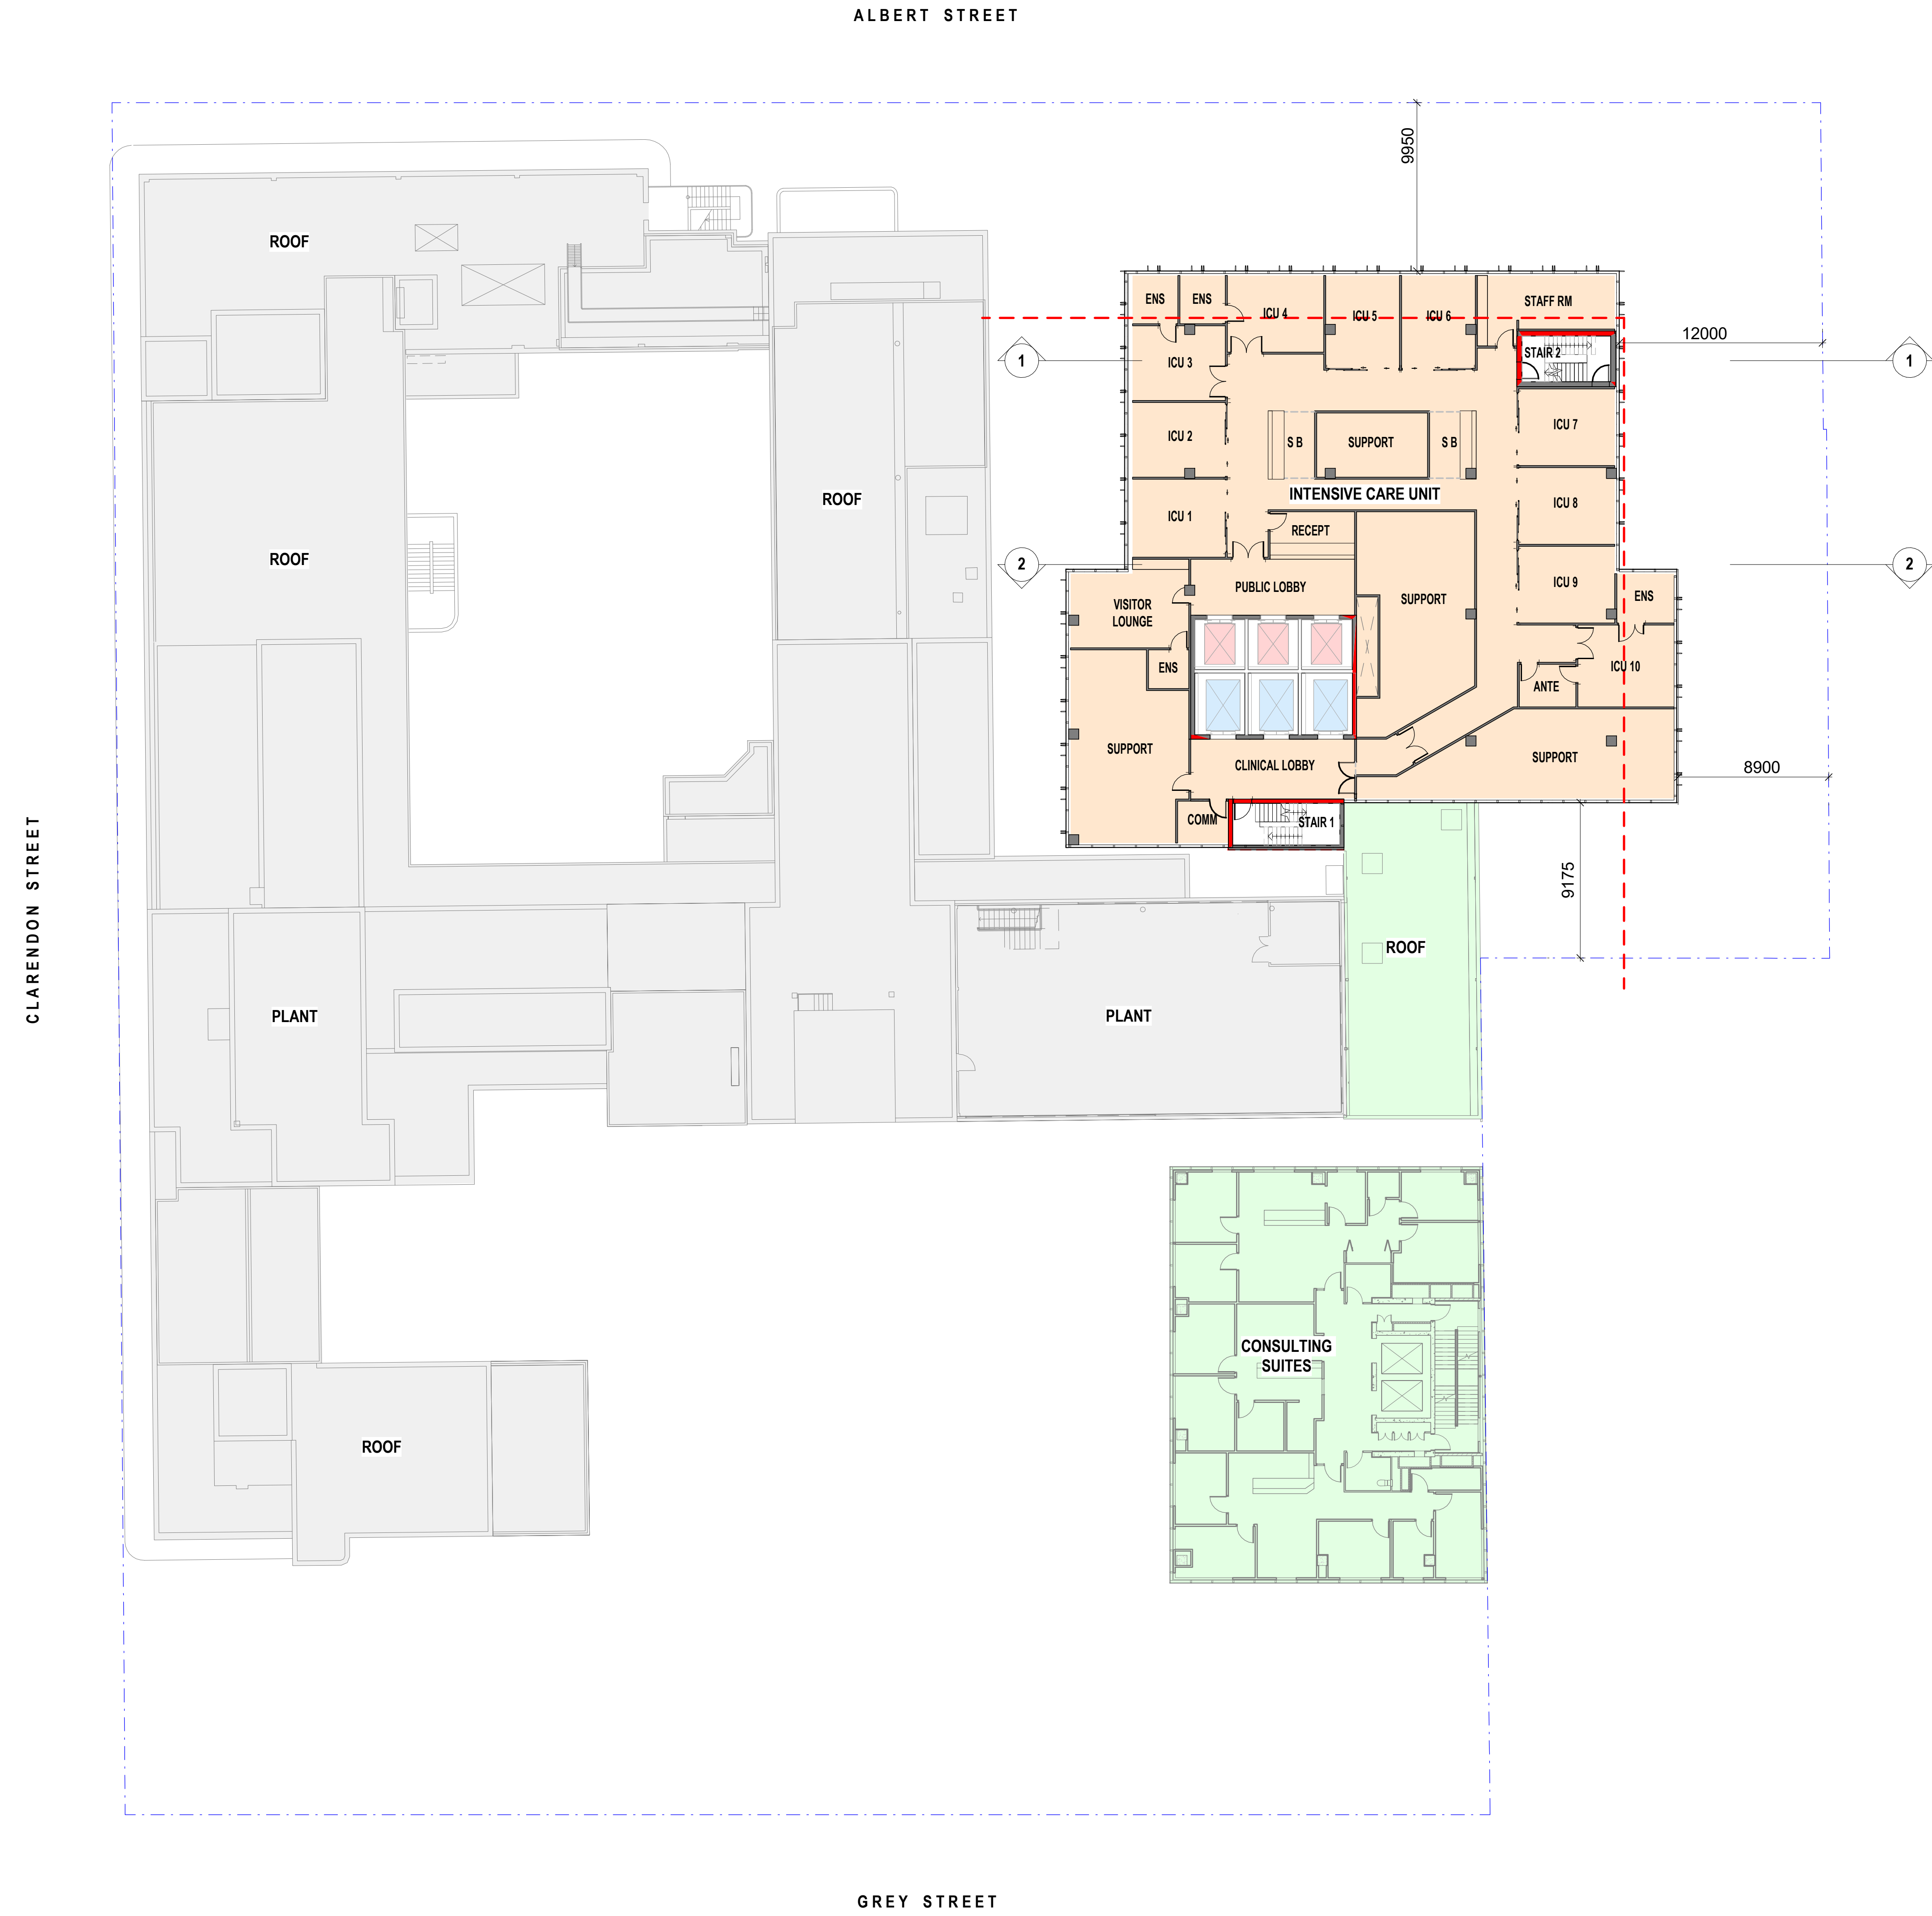 ALBERT STREET
9950
ROOF
ENS
ENS
ICU 4
ICU 5
ICU 6
STAFF RM
12000
1
ICU 3
STAIR 2
1
ICU 2
S B
SUPPORT
S B
ICU 7
ROOF
INTENSIVE CARE UNIT
ICU 8
ICU 1
RECEPT
ROOF
2
PUBLIC LOBBY
ICU 9
2
VISITOR
LOUNGE
SUPPORT
ENS
ENS
ICU 10
ANTE
SUPPORT
CLINICAL LOBBY
SUPPORT
8900
COMM
STAIR 1
CLARENDON STREET
9175
ROOF
PLANT
PLANT
CONSULTING
SUITES
ROOF
GREY STREET